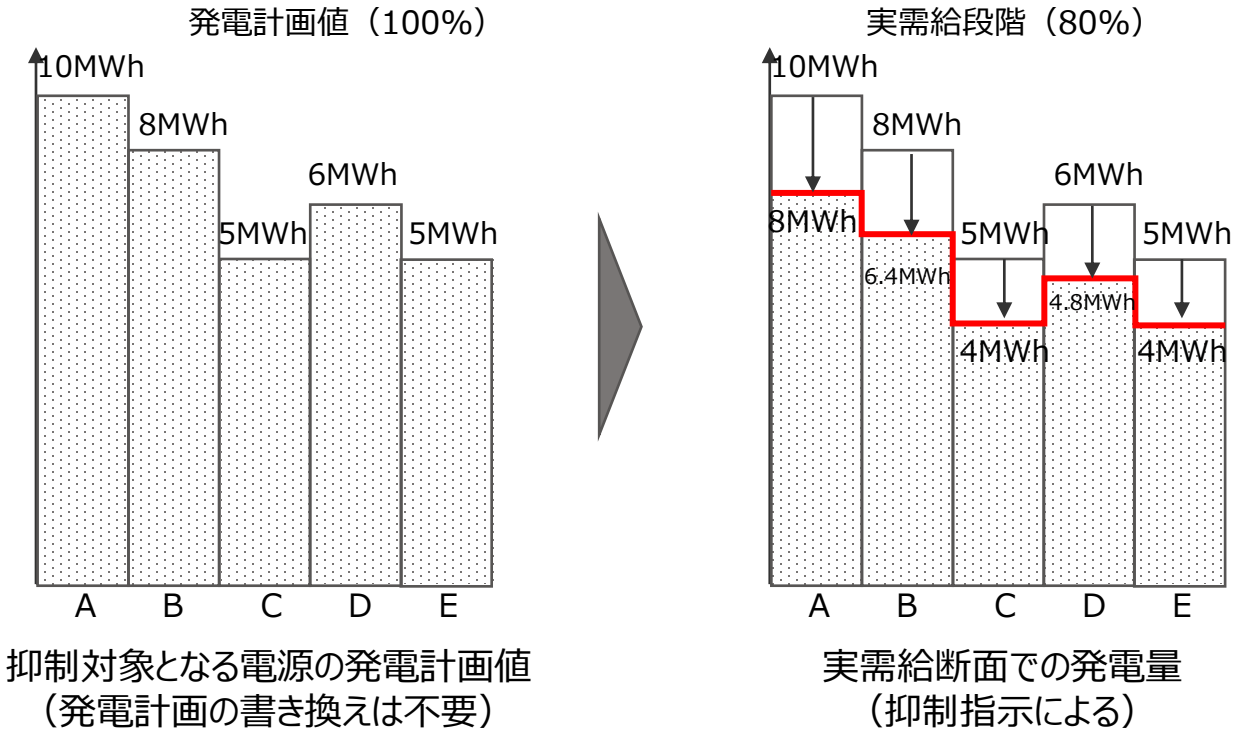 発電計画値（100%）
10MWh
8MWh
5MWh
6MWh
5MWh
A
B
C
D
E
抑制対象となる電源の発電計画値
（発電計画の書き換えは不要）
実需給段階（80%）
10MWh
8MWh
5MWh
6MWh
5MWh
8MWh
6.4MWh
4MWh
4.8MWh
4MWh
A
B
C
D
E
実需給断面での発電量
（抑制指示による）